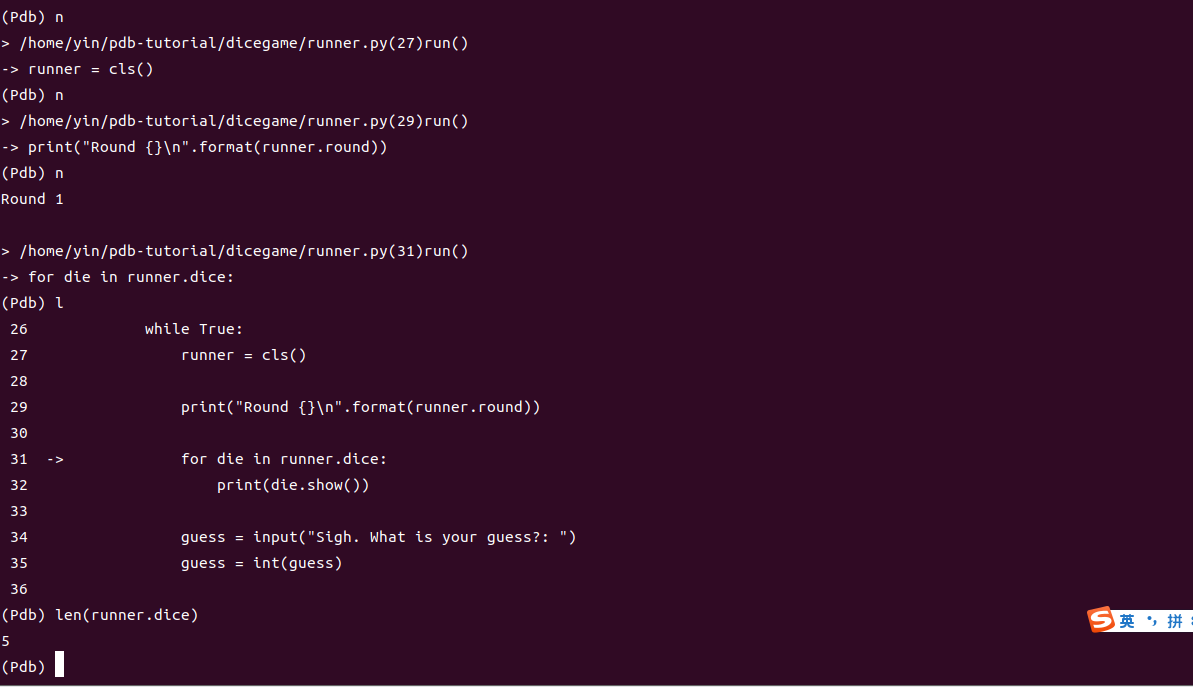 (Pdb) n
> /home/yin/pdb-tutorial/dicegame/runner.py(27)run()
-> runner = cls()
(Pdb) n
> /home/yin/pdb-tutorial/dicegame/runner.py(29)run()
-> print("Round {}\n".format(runner.round))
(Pdb) n
Round 1
> /home/yin/pdb-tutorial/dicegame/runner.py(31)run()
-> for die in runner.dice:
(Pdb) l
 26             while True:
 27                 runner = cls()
 28
 29                 print("Round {}\n".format(runner.round))
 30
 31  ->             for die in runner.dice:
 32                     print(die.show())
 33
 34                 guess = input("Sigh. What is your guess?: ")
 35                 guess = int(guess)
 36
(Pdb) len(runner.dice)
5
(Pdb)
S 英 •, 拼